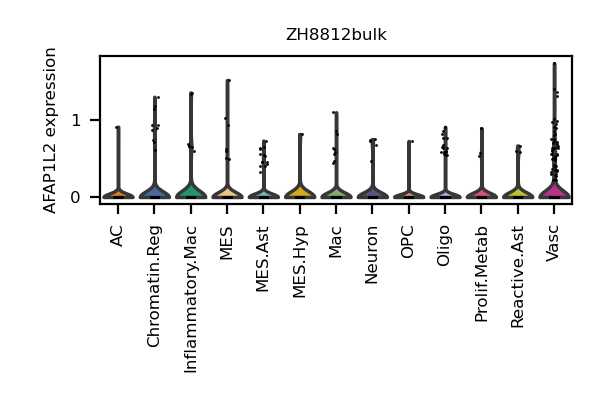 ZH8812bulk
AFAP1L2 expression
1
0
AC
Chromatin.Reg
Inflammatory.Mac
MES
MES.Ast
MES.Hyp
Mac
Neuron
OPC
Oligo
Prolif.Metab
Reactive.Ast
Vasc